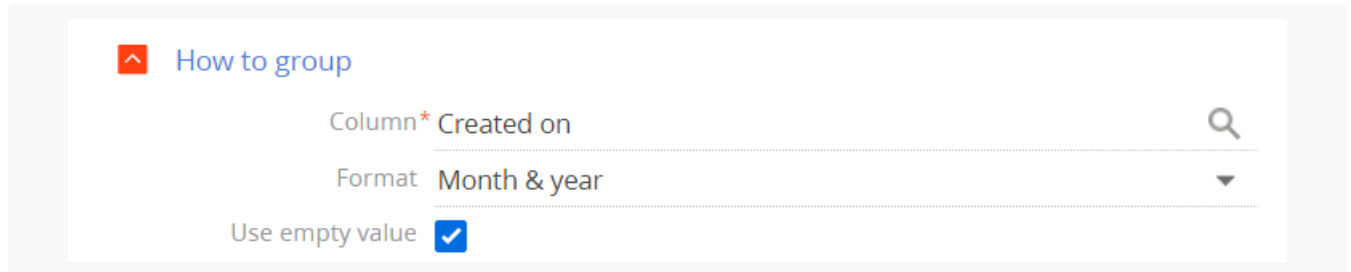 How to group
Column* Created on
Format Month & year
Use empty value